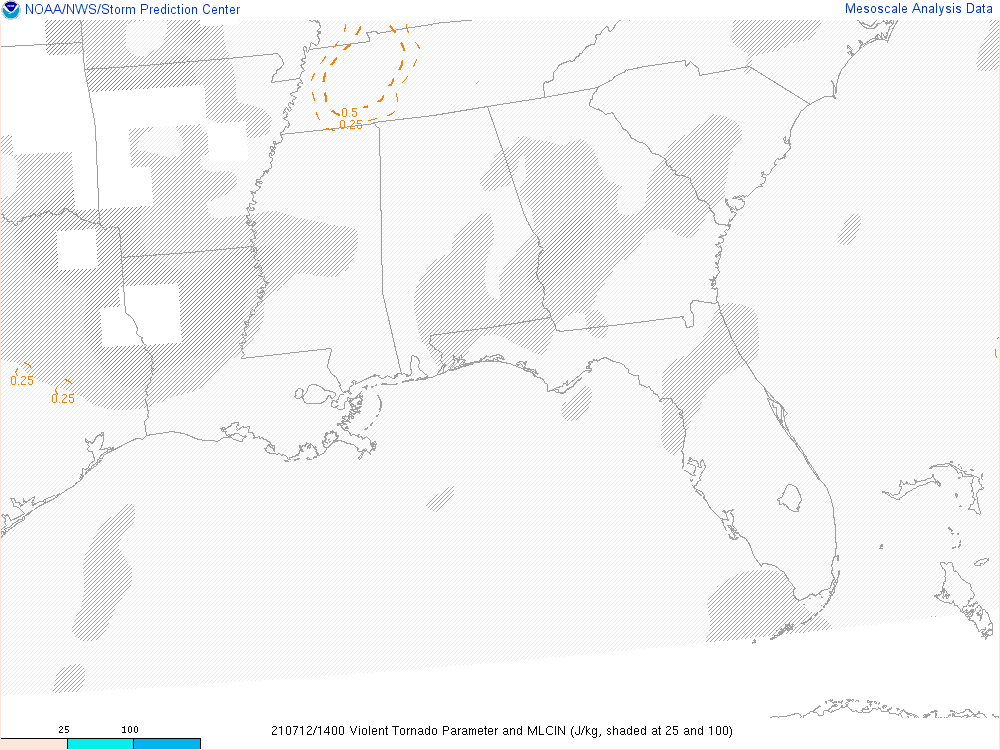 NOAA/NWS/Storm Prediction Center
Mesoscale Analysis Data
0.5
0.25
0.25
0.25
25
100
210712/1400 Violent Tornado Parameter and MLCIN (J/kg, shaded at 25 and 100)